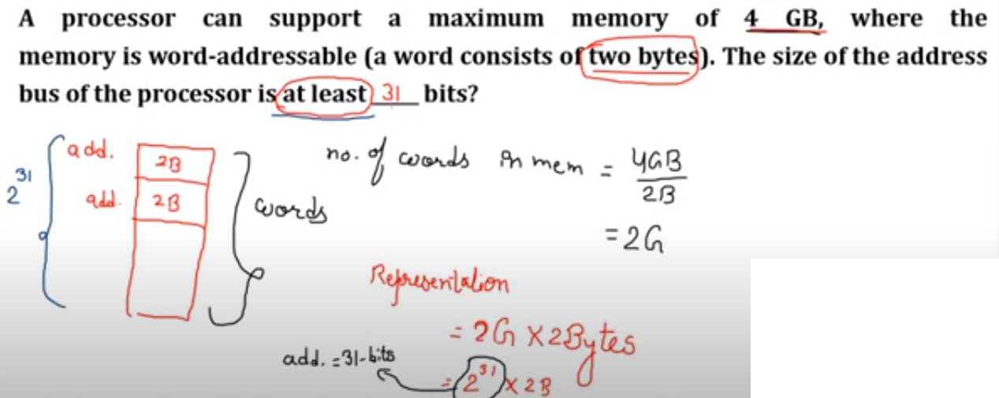 A processor can support a maximum memory of 4 GB, where the
memory is word-addressable (a word consists of two bytes). The size of the address
bus of the processor is at least 31 bits?
add. 2B
2^31 add. 2B
words
no. of words in mem = 4GB / 2B
= 2G
Representation
= 2G X 2Bytes
add. = 31-bits
= 2^31 X 2B